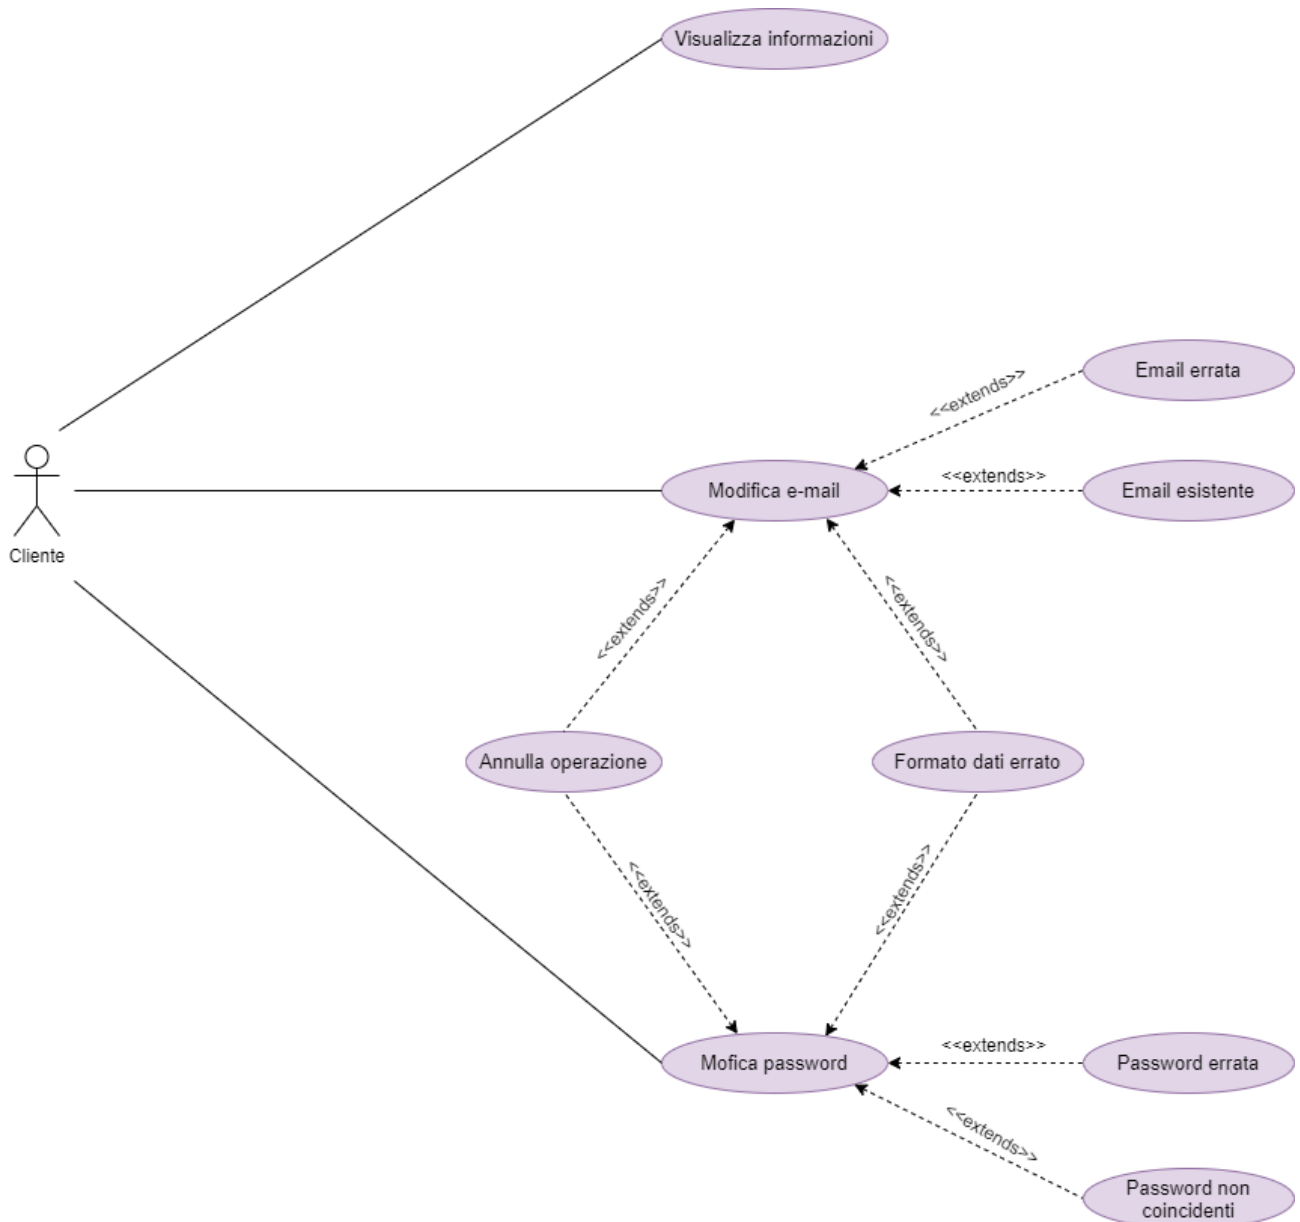 Visualizza informazioni
Email errata
<<extends>>
Modifica e-mail
<<extends>>
Email esistente
Cliente
<<extends>>
<<extends>>
Annulla operazione
Formato dati errato
<<extends>>
<<extends>>
Mofica password
<<extends>>
Password errata
<<extends>>
Password non
coincidenti